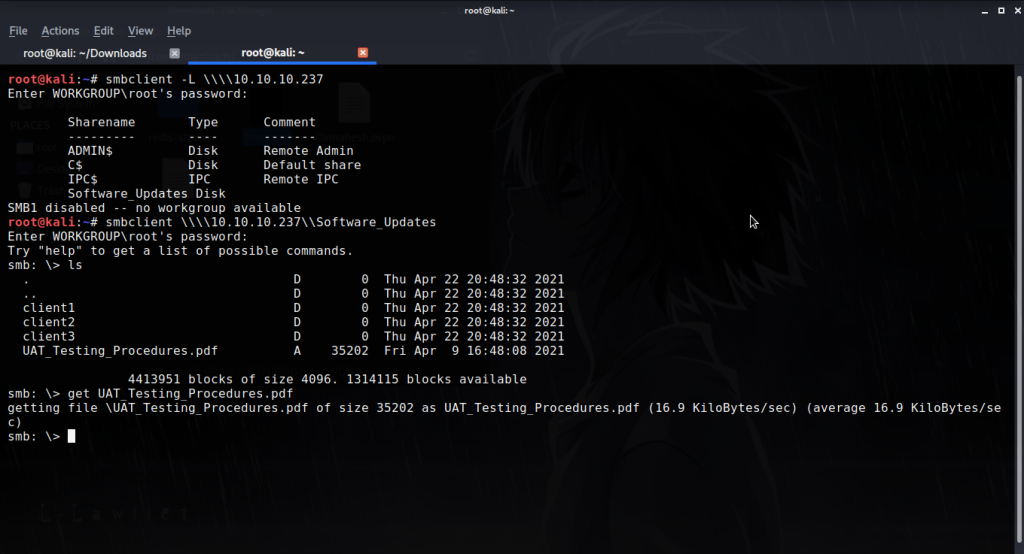 root@kali: ~
File Actions Edit View Help
root@kali: ~/Downloads root@kali: ~
root@kali:~# smbclient -L \\\\10.10.10.237
Enter WORKGROUP\root's password:
Sharename Type Comment
--------- ---- -------
ADMIN$ Disk Remote Admin
C$ Disk Default share
IPC$ IPC Remote IPC
Software_Updates Disk
SMB1 disabled -- no workgroup available
root@kali:~# smbclient \\\\10.10.10.237\\Software_Updates
Enter WORKGROUP\root's password:
Try "help" to get a list of possible commands.
smb: \> ls
. D 0 Thu Apr 22 20:48:32 2021
.. D 0 Thu Apr 22 20:48:32 2021
client1 D 0 Thu Apr 22 20:48:32 2021
client2 D 0 Thu Apr 22 20:48:32 2021
client3 D 0 Thu Apr 22 20:48:32 2021
UAT_Testing_Procedures.pdf A 35202 Fri Apr 9 16:48:08 2021
4413951 blocks of size 4096. 1314115 blocks available
smb: \> get UAT_Testing_Procedures.pdf
getting file \UAT_Testing_Procedures.pdf of size 35202 as UAT_Testing_Procedures.pdf (16.9 KiloBytes/sec) (average 16.9 KiloBytes/se
c)
smb: \>
L-Lawliet